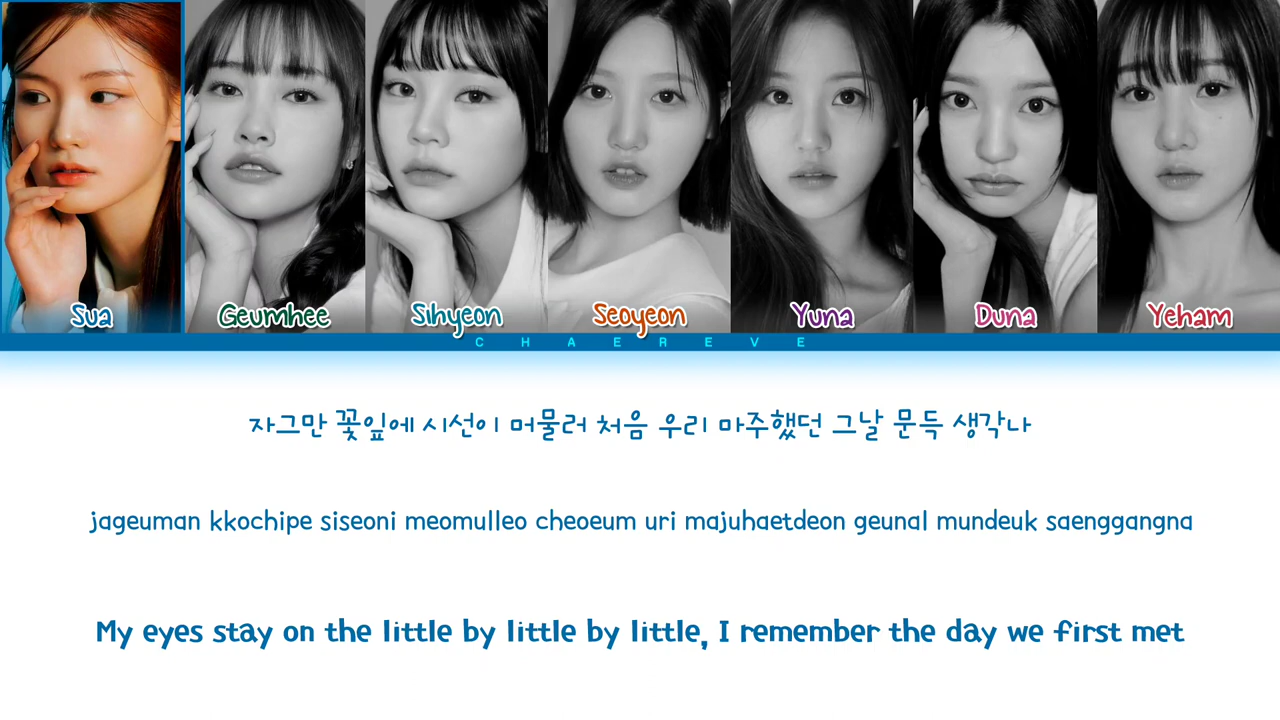 Sua Geumhee Sihyeon Seoyeon Yuna Duna Yeham
CHAEREVE
자그만 꽃잎에 시선이 머물러 처음 우리 마주했던 그날 문득 생각나
jageuman kkochipe siseoni meomulleo cheoeum uri majuhaetdeon geunal mundeuk saenggangna
My eyes stay on the little by little by little, I remember the day we first met